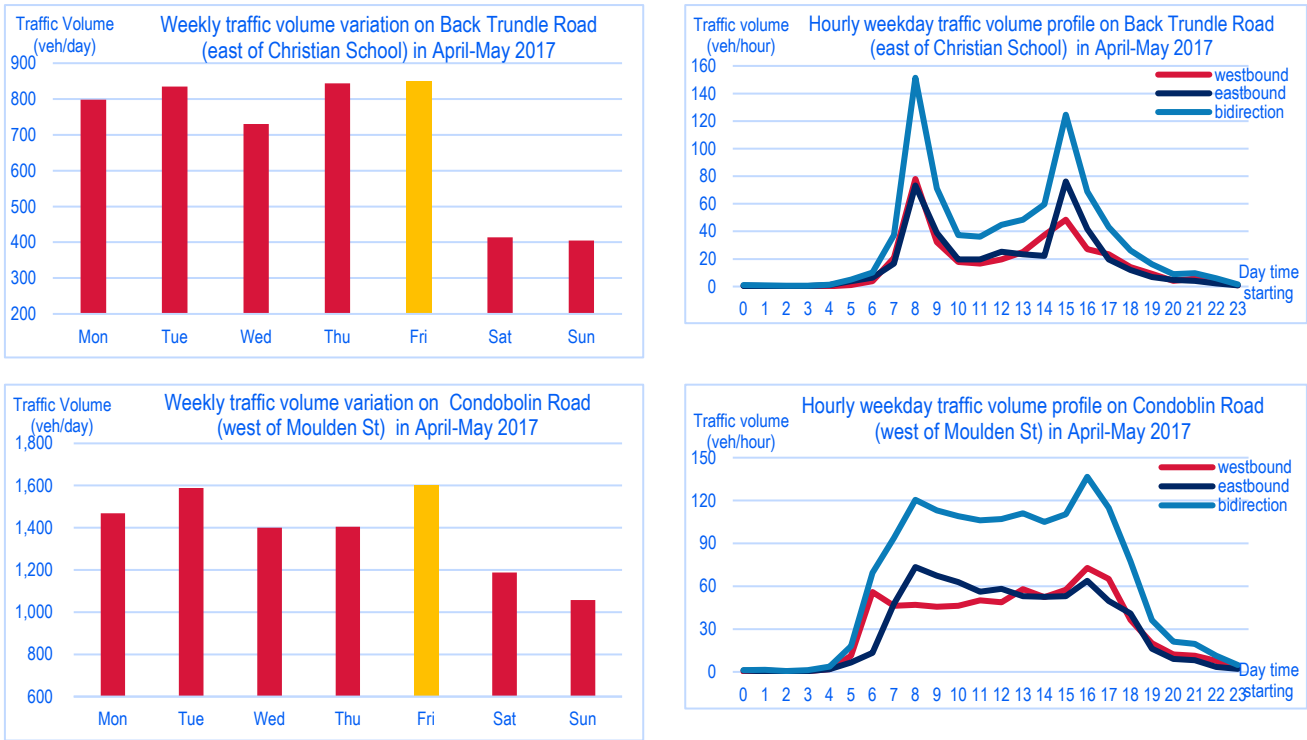 Traffic Volume
(veh/day)
Weekly traffic volume variation on Back Trundle Road
(east of Christian School) in April-May 2017
900
800
700
600
500
400
300
200
Mon Tue Wed Thu Fri Sat Sun
Traffic volume
(veh/hour)
Hourly weekday traffic volume profile on Back Trundle Road
(east of Christian School) in April-May 2017
160
140
120
100
80
60
40
20
0
westbound
eastbound
bidirection
Day time
starting
0 1 2 3 4 5 6 7 8 9 10 11 12 13 14 15 16 17 18 19 20 21 22 23
Traffic Volume
(veh/day)
Weekly traffic volume variation on Condobolin Road
(west of Moulden St) in April-May 2017
1,800
1,600
1,400
1,200
1,000
800
600
Mon Tue Wed Thu Fri Sat Sun
Traffic volume
(veh/hour)
Hourly weekday traffic volume profile on Condoblin Road
(west of Moulden St) in April-May 2017
150
120
90
60
30
0
westbound
eastbound
bidirection
Day time
starting
0 1 2 3 4 5 6 7 8 9 10 11 12 13 14 15 16 17 18 19 20 21 22 23